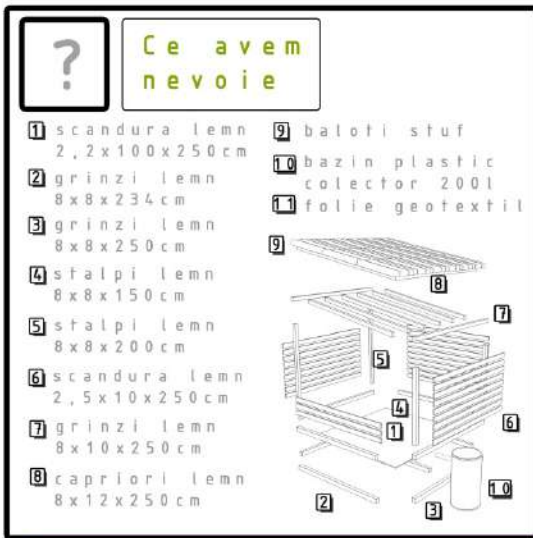 ?
Ce avem
nevoie
1 scandura lemn
2,2x100x250cm
2 grinzi lemn
8x8x234cm
3 grinzi lemn
8x8x250cm
4 stalpi lemn
8x8x150cm
5 stalpi lemn
8x8x200cm
6 scandura lemn
2,5x10x250cm
7 grinzi lemn
8x10x250cm
8 capriori lemn
8x12x250cm
9 baloti stuf
10 bazin plastic
colector 200l
11 folie geotextil
9
8
7
5
4
1
6
10
2
3